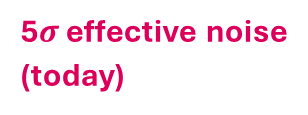 5σ effective noise
(today)